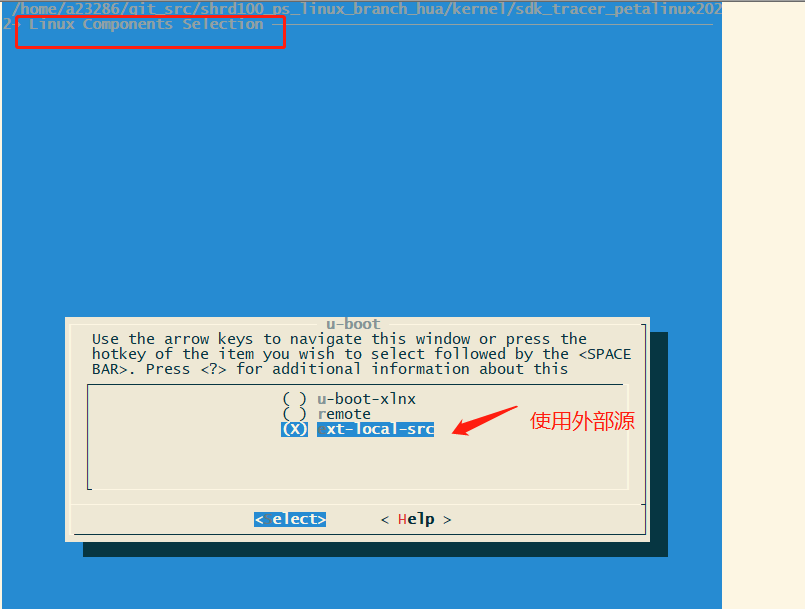 /home/a23286/git_src/shrd100_ps_linux_branch_hua/kernel/sdk_tracer_petalinux202
2> Linux Components Selection
u-boot
Use the arrow keys to navigate this window or press the
hotkey of the item you wish to select followed by the <SPACE
BAR>. Press <?> for additional information about this
( ) u-boot-xlnx
( ) remote
(X) xt-local-src
使用外部源
< elect> < Help >